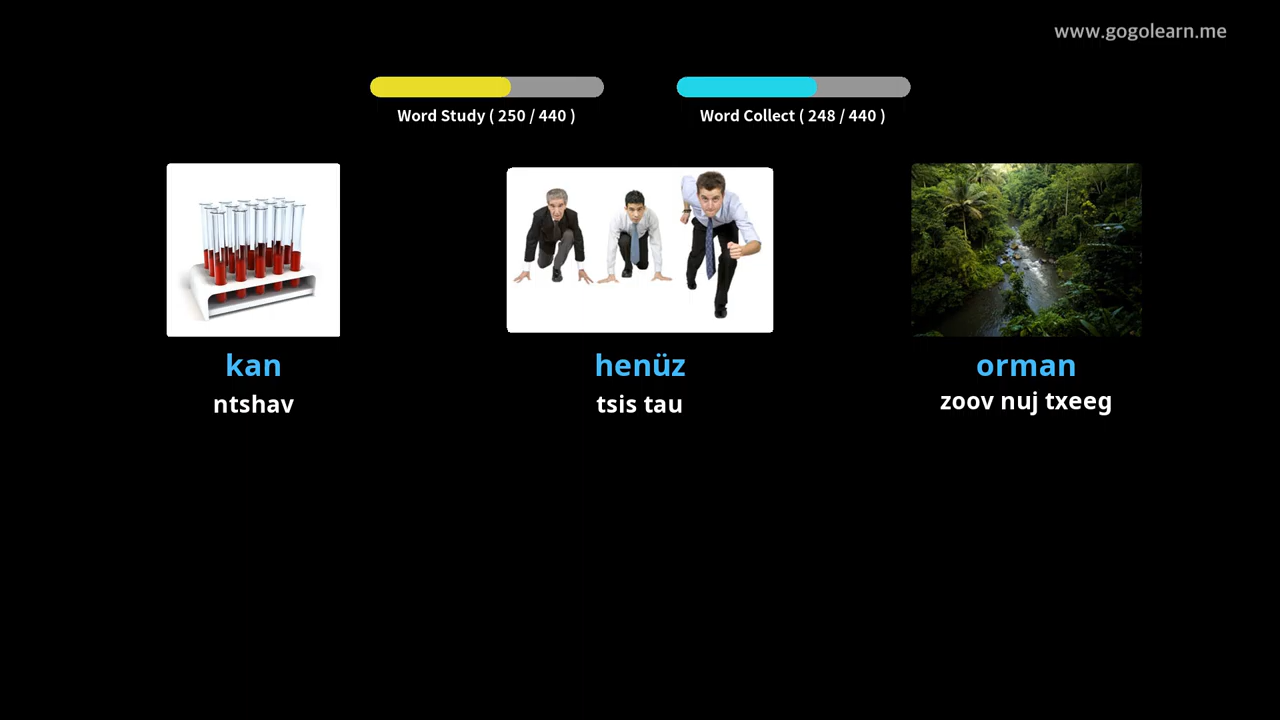 www.gogolearn.me
Word Study ( 250 / 440 )
Word Collect ( 248 / 440 )
kan
ntshav
henüz
tsis tau
orman
zoov nuj txeeg